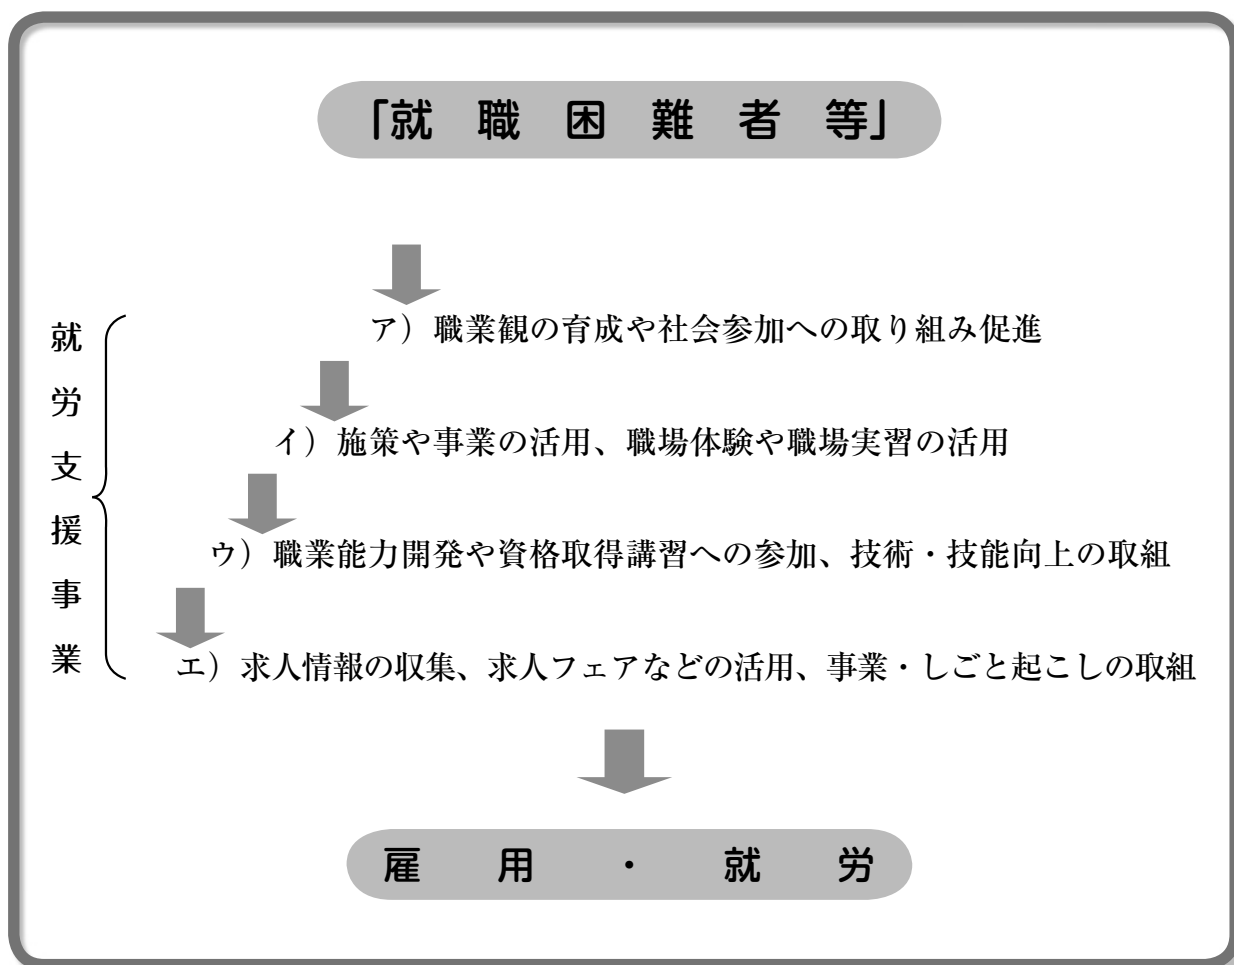 「就職困難者等」
就労支援事業
ア）職業観の育成や社会参加への取り組み促進
イ）施策や事業の活用、職場体験や職場実習の活用
ウ）職業能力開発や資格取得講習への参加、技術・技能向上の取組
エ）求人情報の収集、求人フェアなどの活用、事業・しごと起こしの取組
雇用・就労